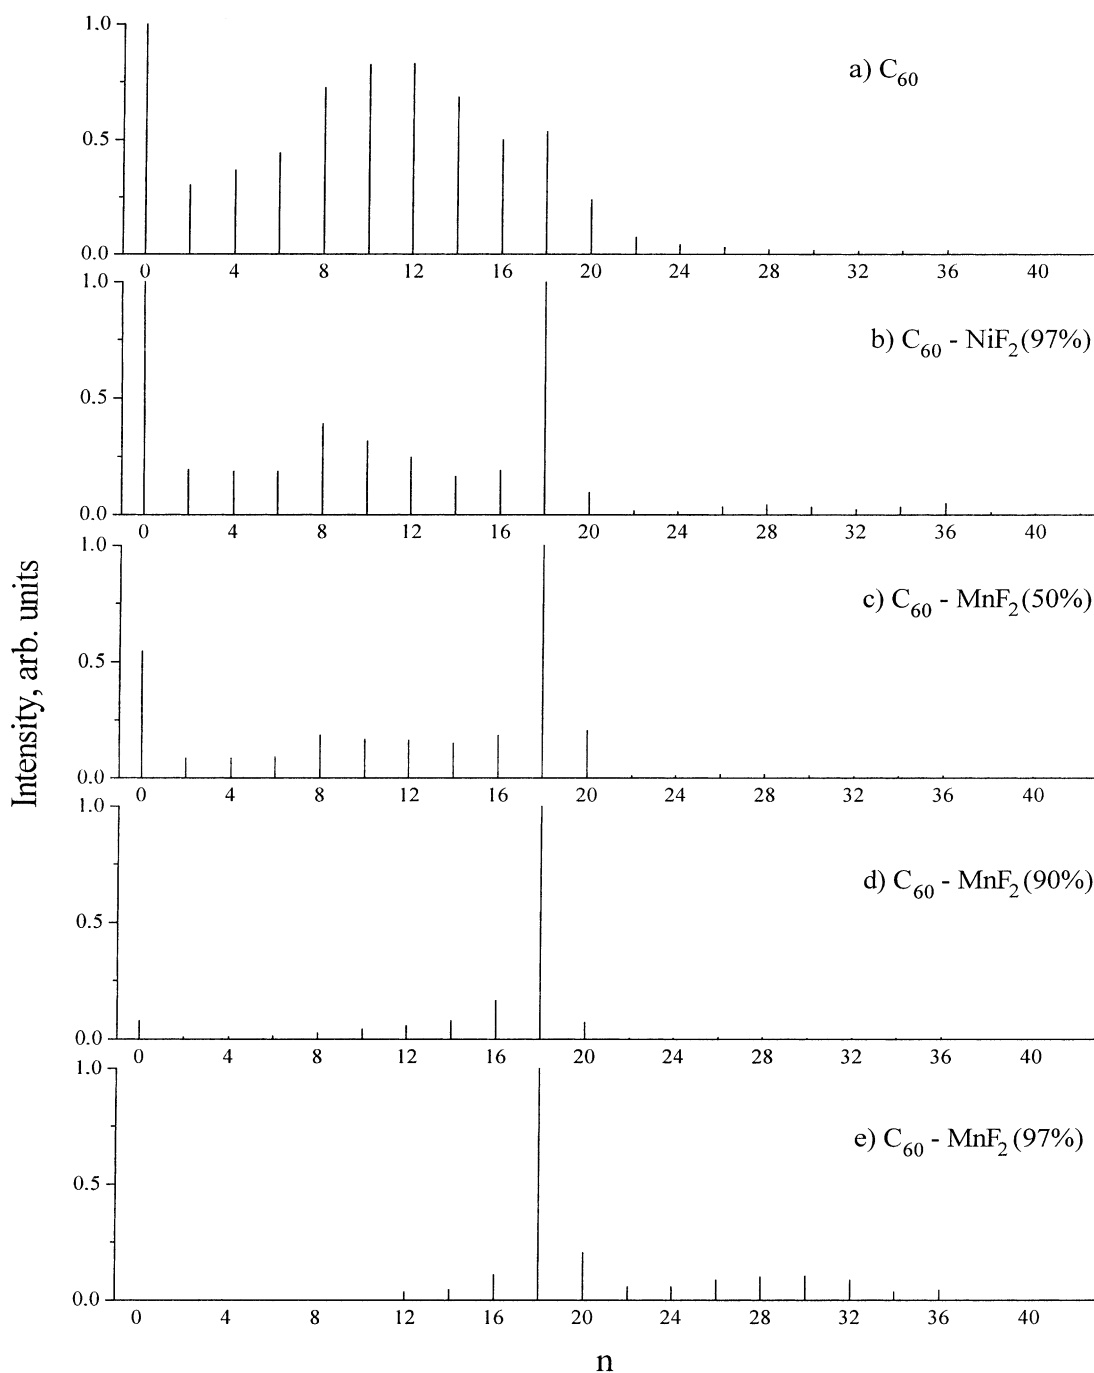 1.0
a) C60
0.5
0.0
0 4 8 12 16 20 24 28 32 36 40
1.0
b) C60 - NiF2 (97%)
0.5
0.0
0 4 8 12 16 20 24 28 32 36 40
1.0
c) C60 - MnF2 (50%)
0.5
0.0
0 4 8 12 16 20 24 28 32 36 40
Intensity, arb. units
1.0
d) C60 - MnF2 (90%)
0.5
0.0
0 4 8 12 16 20 24 28 32 36 40
1.0
e) C60 - MnF2 (97%)
0.5
0.0
0 4 8 12 16 20 24 28 32 36 40
n